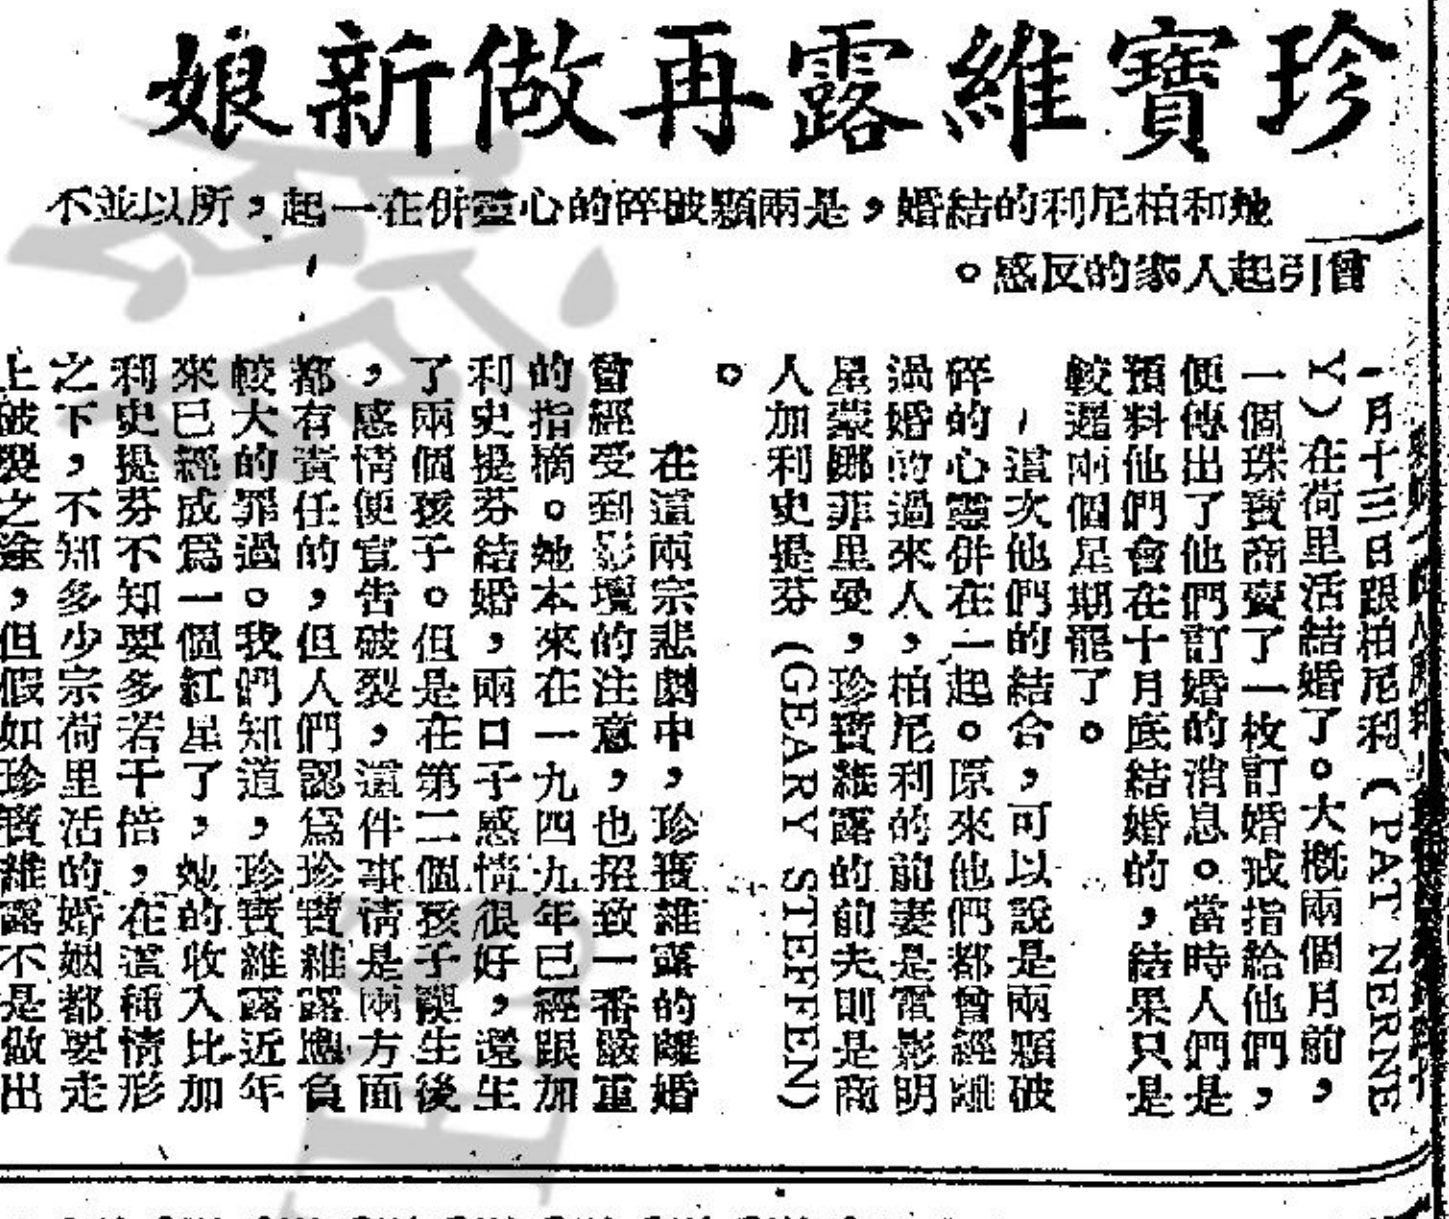 珍寶維露再做新娘
她和柏尼利的結婚，是兩顆破碎的心靈併在一起，所以並不
曾引起人家的反感。
一月十三日跟柏尼利（PAT NERNE
Y）在荷里活結婚了。大概兩個月前，
一個珠寶商賣了一枚訂婚戒指給他們，
便傳出了他們訂婚的消息。當時人們是
預料他們會在十月底結婚的，結果只是
較遲兩個星期罷了。
這次他們的結合，可以說是兩顆破
碎的心靈併在一起。原來他們都曾經離
過婚的過來人，柏尼利的前妻是電影明
星蒙娜菲里曼，珍寶維露的前夫則是商
人加利史提芬（GEARY STEFFEN）
。
在這兩宗悲劇中，珍寶維露的離婚
曾經受到影壇的注意，也招致一番嚴重
的指摘。她本來在一九四九年已經跟加
利史提芬結婚，兩口子感情很好，還生
了兩個孩子。但是在第二個孩子誕生後
，感情便宣告破裂，這件事情是兩方面
都有責任的，但人們認爲珍寶維露應負
較大的罪過。我們知道，珍寶維露近年
來已經成爲一個紅星了，她的收入比加
利史提芬不知要多若干倍，在這種情形
之下，不知多少宗荷里活的婚姻都要走
上破裂之途，但假如珍寶維露不是做出